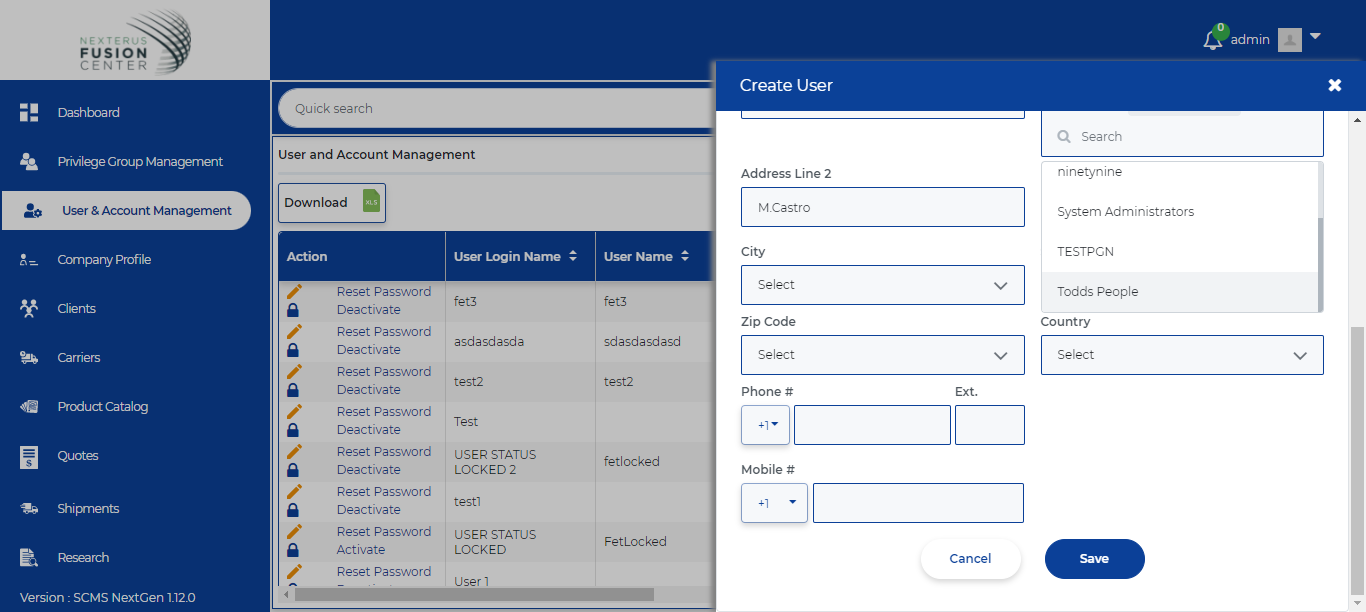 NEXTERUS
FUSION
CENTER
0
admin
Dashboard
Privilege Group Management
User & Account Management
Company Profile
Clients
Carriers
Product Catalog
Quotes
Shipments
Research
Version : SCMS NextGen 1.12.0
Quick search
User and Account Management
Download
XLS
Action
User Login Name
User Name
Reset Password
Deactivate
fet3
fet3
Reset Password
Deactivate
asdasdasda
sdasdasdasd
Reset Password
Deactivate
test2
test2
Reset Password
Deactivate
Test
Reset Password
Deactivate
USER STATUS
LOCKED 2
fetlocked
Reset Password
Deactivate
test1
Reset Password
Activate
USER STATUS
LOCKED
FetLocked
Reset Password
Deactivate
User 1
Create User
Search
ninetynine
System Administrators
TESTPGN
Todds People
Address Line 2
M.Castro
City
Select
Zip Code
Select
Country
Select
Phone #
Ext.
+1
Mobile #
+1
Cancel
Save